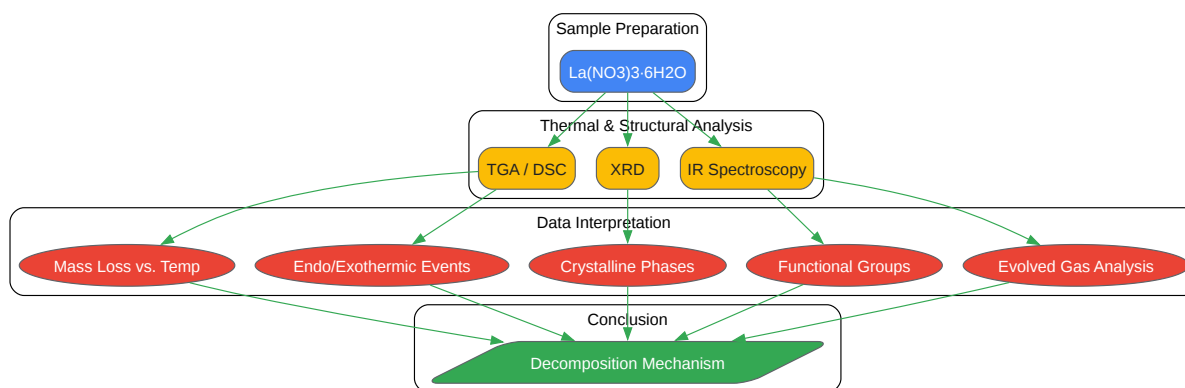 Sample Preparation
La(NO3)3·6H2O
Thermal & Structural Analysis
TGA / DSC
XRD
IR Spectroscopy
Data Interpretation
Mass Loss vs. Temp
Endo/Exothermic Events
Crystalline Phases
Functional Groups
Evolved Gas Analysis
Conclusion
Decomposition Mechanism